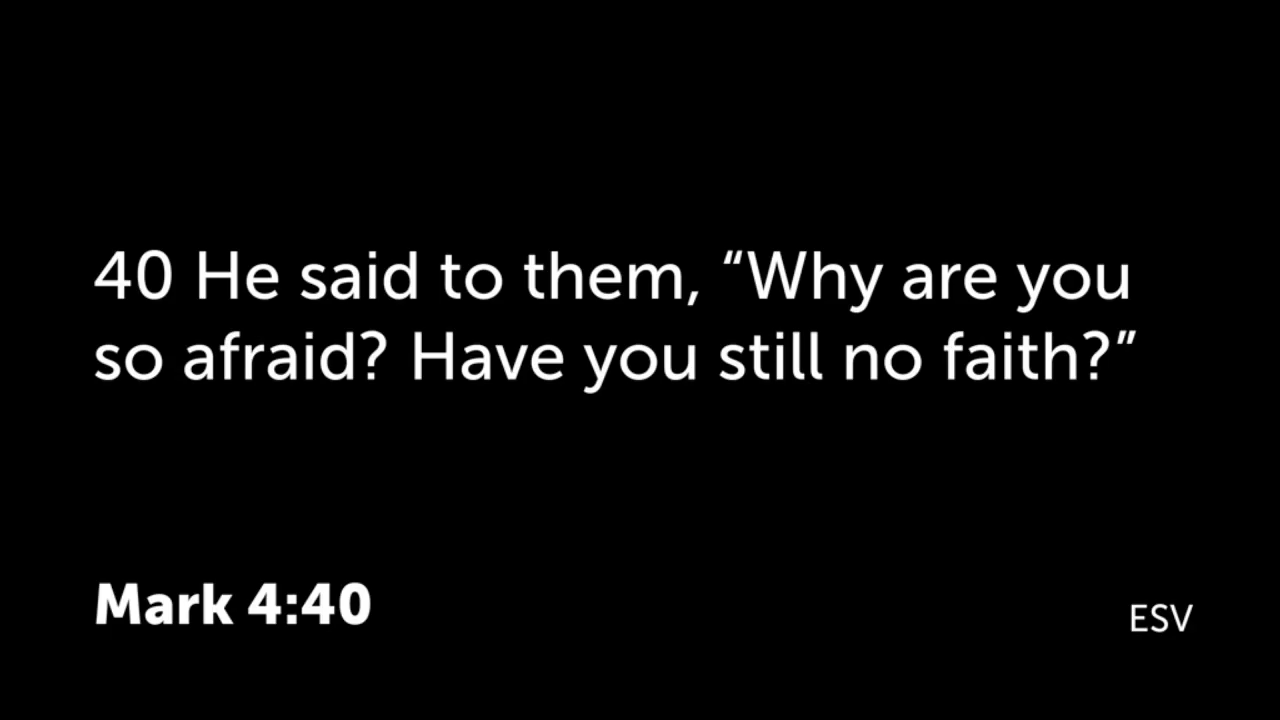 40 He said to them, “Why are you
so afraid? Have you still no faith?”
Mark 4:40
ESV